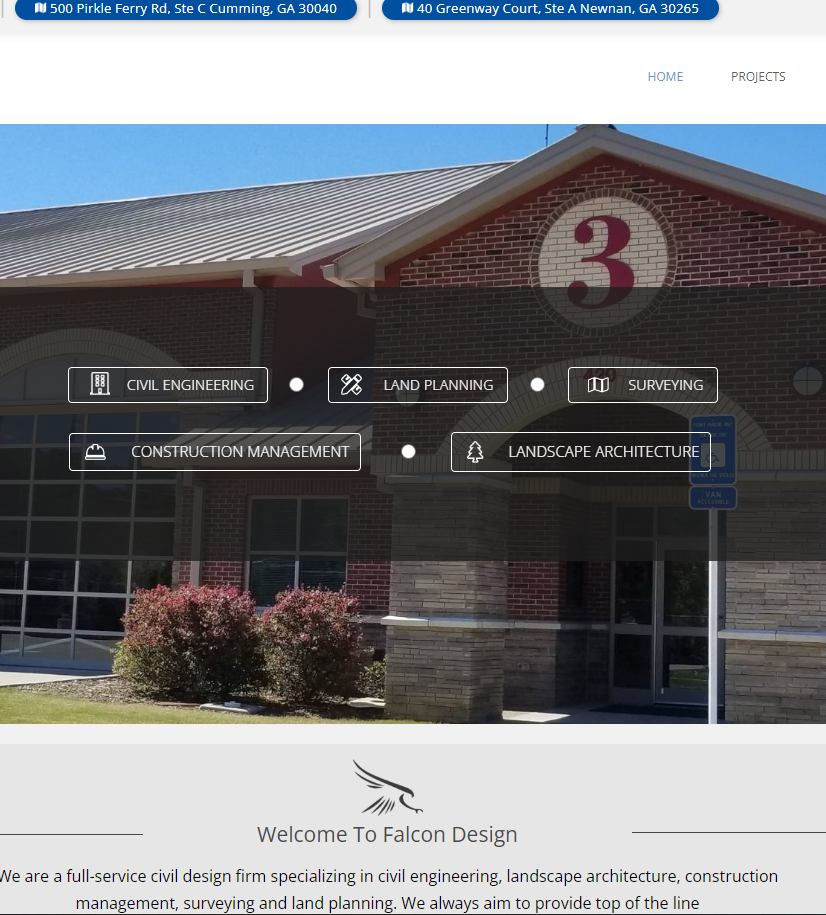 500 Pirkle Ferry Rd, Ste C Cumming, GA 30040
40 Greenway Court, Ste A Newnan, GA 30265
HOME
PROJECTS
3
CIVIL ENGINEERING
LAND PLANNING
SURVEYING
CONSTRUCTION MANAGEMENT
LANDSCAPE ARCHITECTURE
VAN
ACCESSIBLE
Welcome To Falcon Design
We are a full-service civil design firm specializing in civil engineering, landscape architecture, construction
management, surveying and land planning. We always aim to provide top of the line